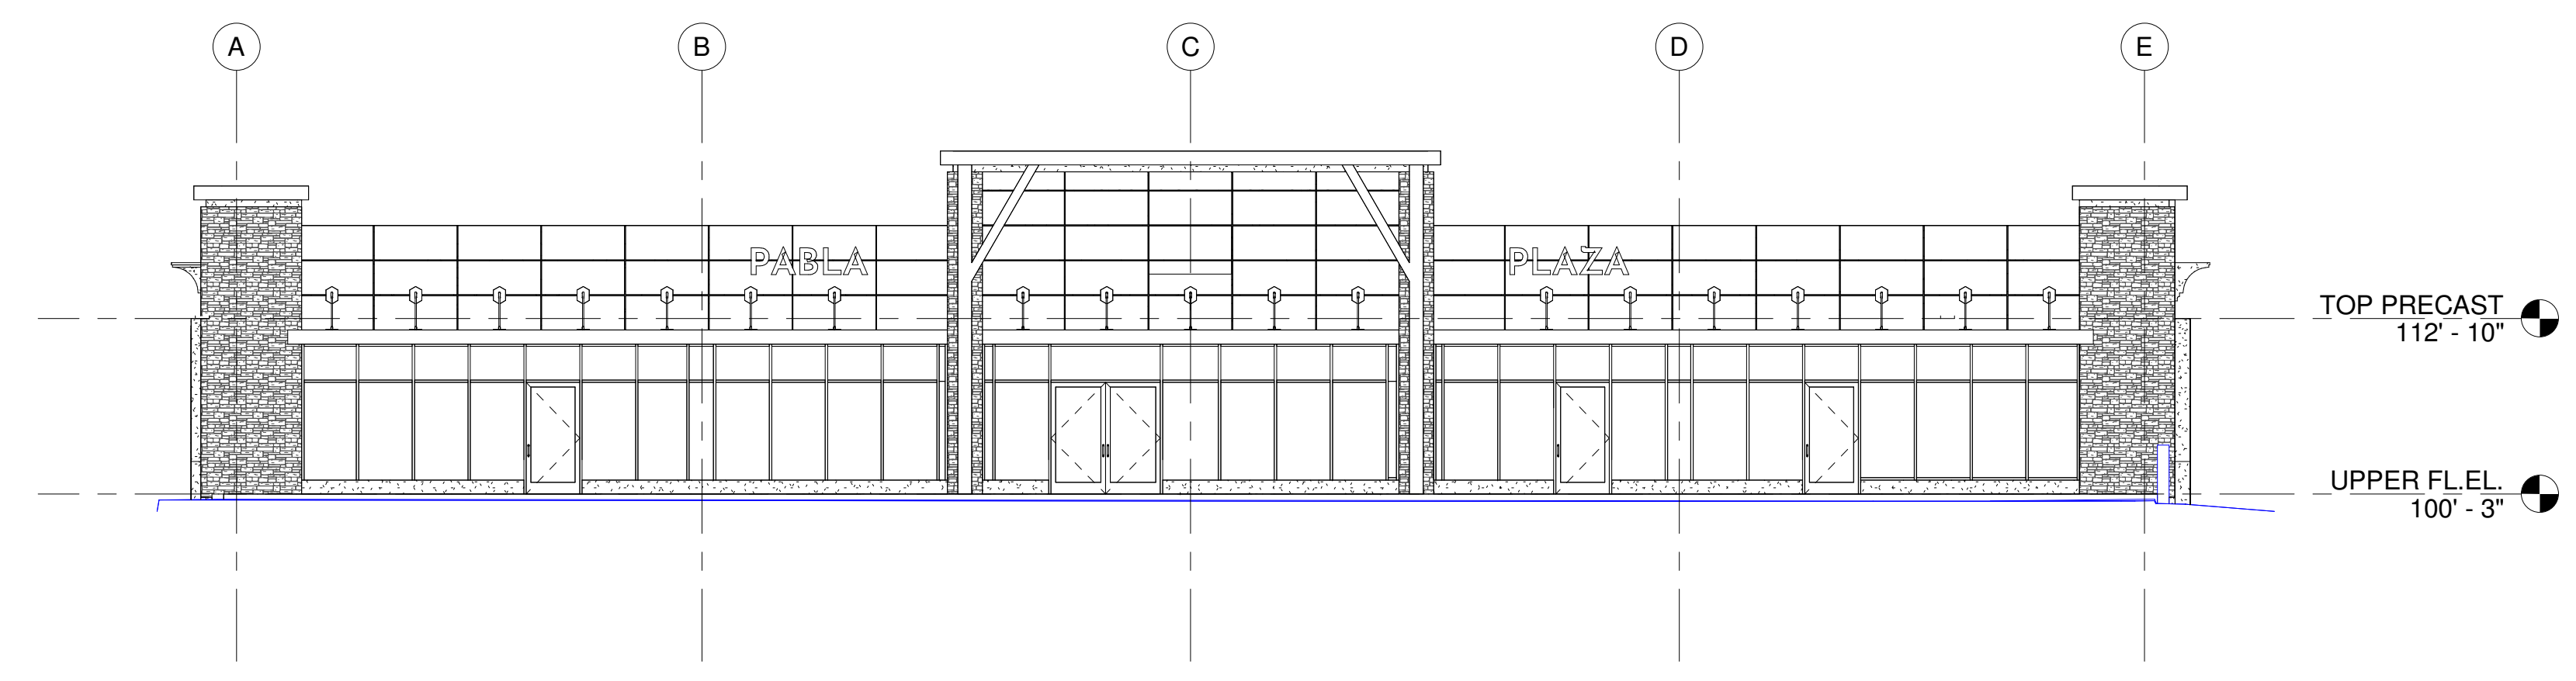 A B C D E
PABLA PLAZA
TOP PRECAST
112' - 10"
UPPER FL.EL.
100' - 3"